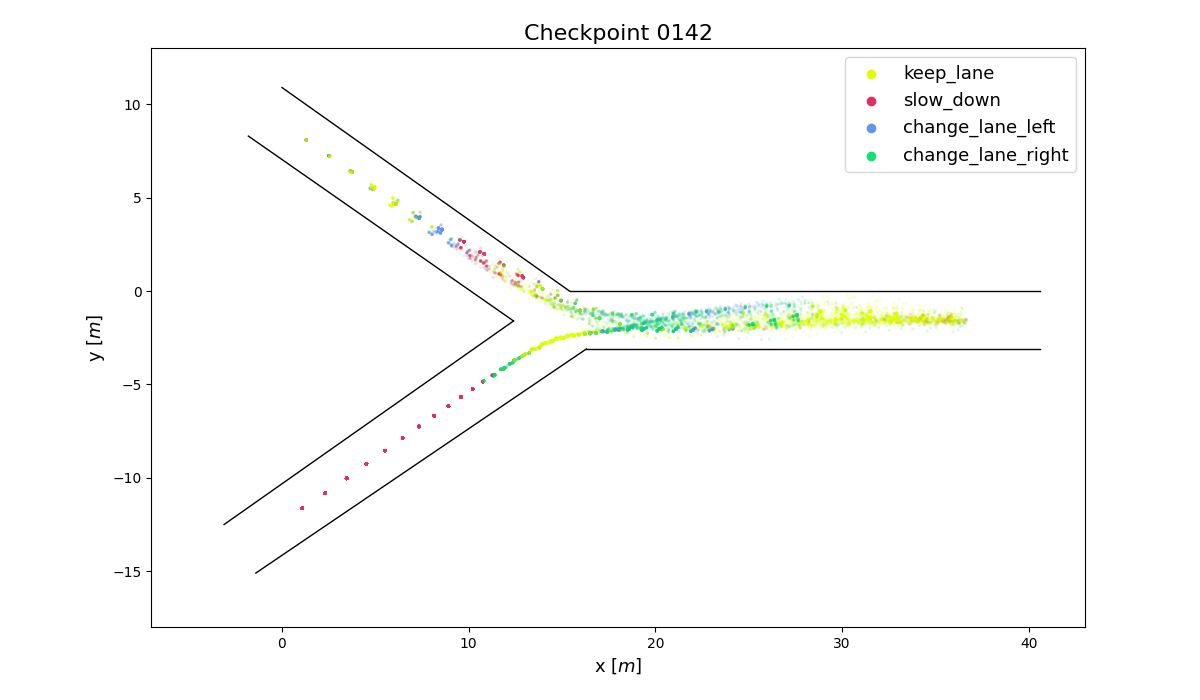 Checkpoint 0142
keep_lane
slow_down
change_lane_left
change_lane_right
10
5
0
−5
−10
−15
y [m]
0
10
20
30
40
x [m]